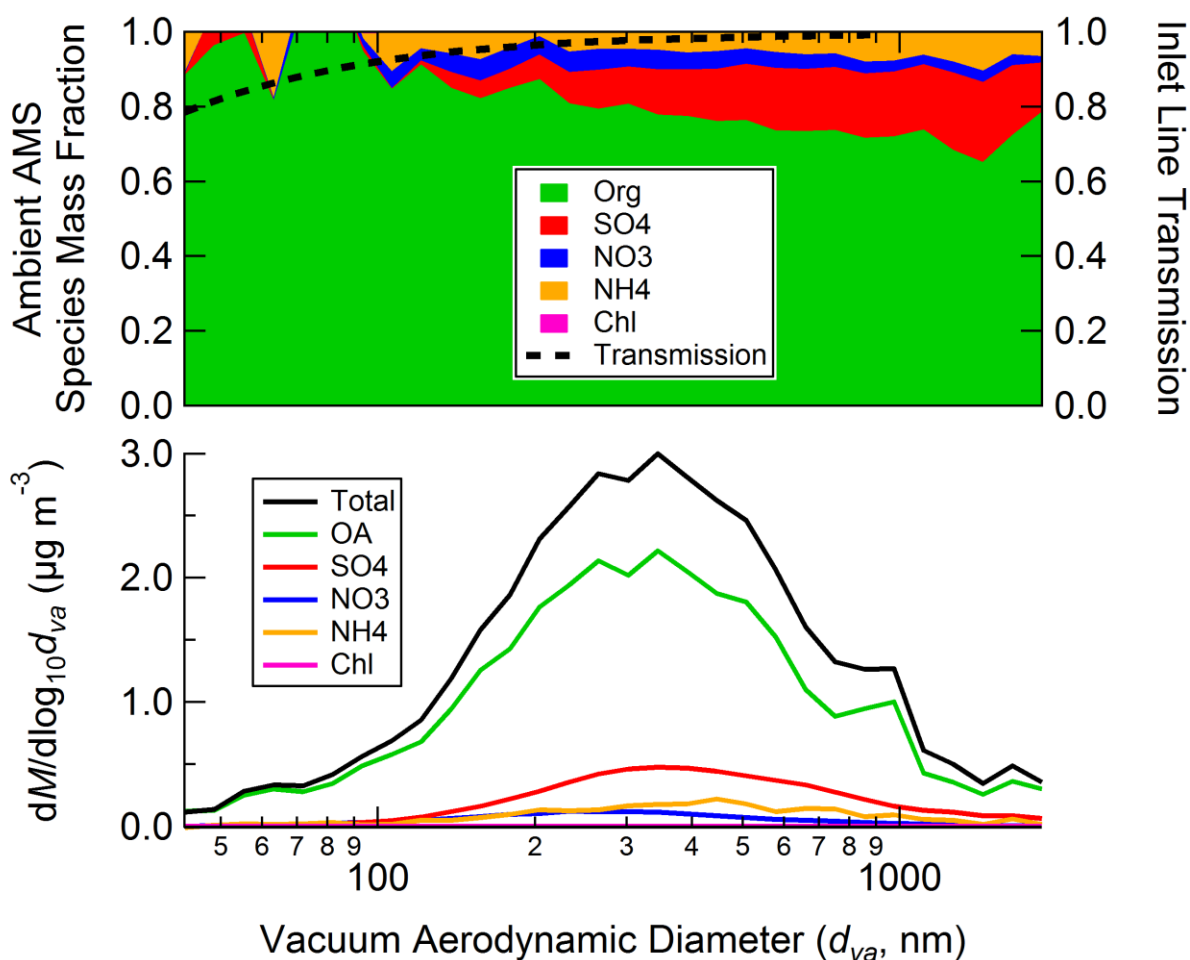 Ambient AMS
Species Mass Fraction
1.0
0.8
0.6
0.4
0.2
0.0
Org
SO4
NO3
NH4
Chl
Transmission
1.0
0.8
0.6
0.4
0.2
0.0
Inlet Line Transmission
dM/dlog₁₀dᵥₐ (µg m⁻³)
3.0
2.0
1.0
0.0
Total
OA
SO4
NO3
NH4
Chl
5 6 7 8 9 2 3 4 5 6 7 8 9
100 1000
Vacuum Aerodynamic Diameter (dᵥₐ, nm)